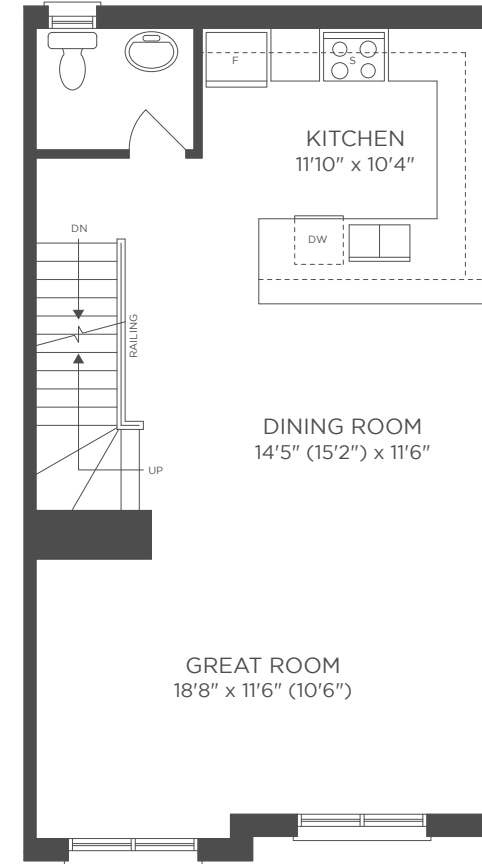 F
S
KITCHEN
11'10" x 10'4"
DN
DW
RAILING
DINING ROOM
14'5" (15'2") x 11'6"
UP
GREAT ROOM
18'8" x 11'6" (10'6")